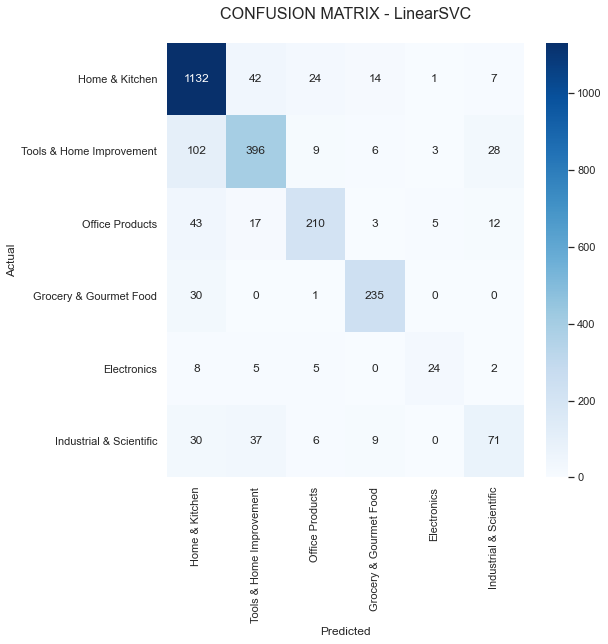 CONFUSION MATRIX - LinearSVC
Home & Kitchen 1132 42 24 14 1 7
Tools & Home Improvement 102 396 9 6 3 28
Office Products 43 17 210 3 5 12
Grocery & Gourmet Food 30 0 1 235 0 0
Electronics 8 5 5 0 24 2
Industrial & Scientific 30 37 6 9 0 71
Actual
Home & Kitchen
Tools & Home Improvement
Office Products
Grocery & Gourmet Food
Electronics
Industrial & Scientific
Predicted
1000
800
600
400
200
0